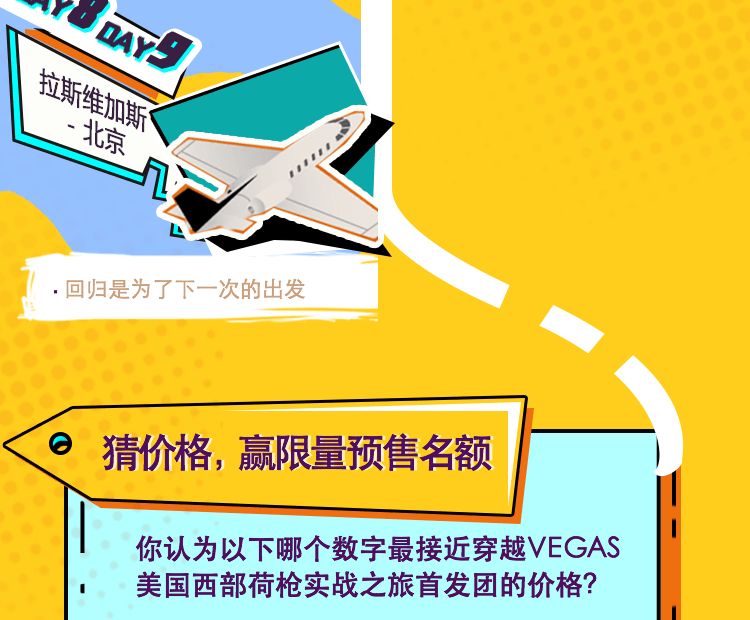 DAY8 DAY9
拉斯维加斯
- 北京
· 回归是为了下一次的出发
猜价格，赢限量预售名额
你认为以下哪个数字最接近穿越VEGAS
美国西部荷枪实战之旅首发团的价格？